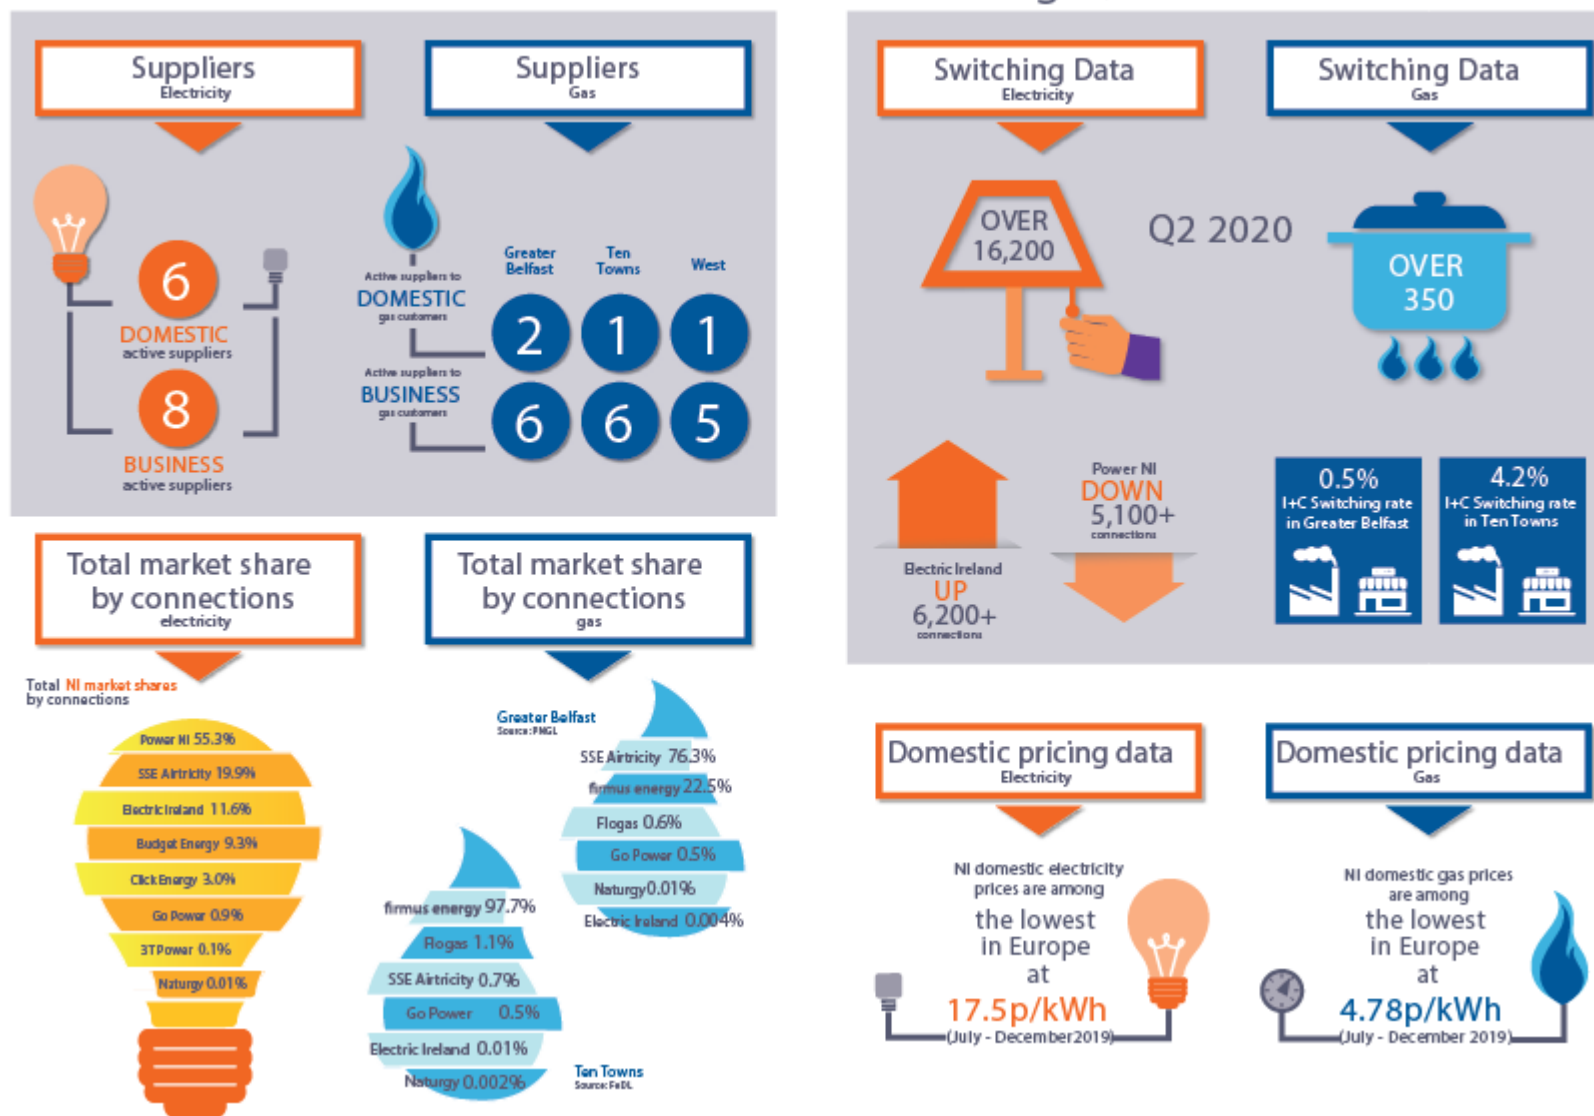 Suppliers
Electricity
6
DOMESTIC
active suppliers
8
BUSINESS
active suppliers
Suppliers
Gas
Greater
Belfast
Ten
Towns
West
Active suppliers to
DOMESTIC
gas customers
2 1 1
Active suppliers to
BUSINESS
gas customers
6 6 5
Total market share
by connections
electricity
Total NI market shares
by connections
Power NI 55.3%
SSE Airtricity 19.9%
Electric Ireland 11.6%
Budget Energy 9.3%
Click Energy 3.0%
Go Power 0.9%
3T Power 0.1%
Naturgy 0.01%
Total market share
by connections
gas
Greater Belfast
Source: PNGL
SSE Airtricity 76.3%
firmus energy 22.5%
Flogas 0.6%
Go Power 0.5%
Naturgy 0.01%
Electric Ireland 0.004%
firmus energy 97.7%
Flogas 1.1%
SSE Airtricity 0.7%
Go Power 0.5%
Electric Ireland 0.01%
Naturgy 0.002%
Ten Towns
Source: FeDL
Switching Data
Electricity
Switching Data
Gas
Q2 2020
OVER
16,200
OVER
350
Electric Ireland
UP
6,200+
connections
Power NI
DOWN
5,100+
connections
0.5%
I+C Switching rate
in Greater Belfast
4.2%
I+C Switching rate
in Ten Towns
Domestic pricing data
Electricity
NI domestic electricity
prices are among
the lowest
in Europe
at
17.5p/kWh
(July - December 2019)
Domestic pricing data
Gas
NI domestic gas prices
are among
the lowest
in Europe
at
4.78p/kWh
(July - December 2019)